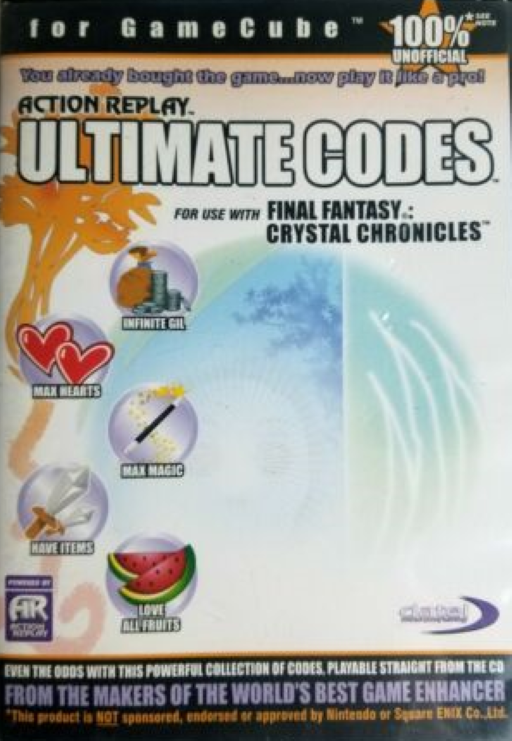 for GameCube™
100%* SEE NOTE
UNOFFICIAL
You already bought the game...now play it like a pro!
ACTION REPLAY™
ULTIMATE CODES™
FOR USE WITH FINAL FANTASY®:
CRYSTAL CHRONICLES™
INFINITE GIL
MAX HEARTS
MAX MAGIC
HAVE ITEMS
LOVE
ALL FRUITS
POWERED BY
AR
ACTION
REPLAY
datel
EVEN THE ODDS WITH THIS POWERFUL COLLECTION OF CODES, PLAYABLE STRAIGHT FROM THE CD
FROM THE MAKERS OF THE WORLD'S BEST GAME ENHANCER
*This product is NOT sponsored, endorsed or approved by Nintendo or Square ENIX Co., Ltd.